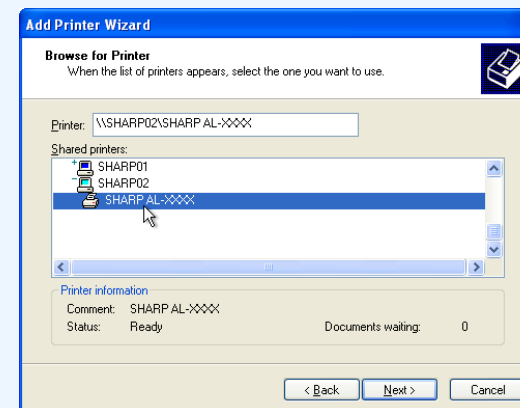 Add Printer Wizard
Browse for Printer
When the list of printers appears, select the one you want to use.
Printer: \\SHARP02\SHARP AL-XXXX
Shared printers:
SHARP01
SHARP02
SHARP AL-XXXX
Printer information
Comment: SHARP AL-XXXX
Status: Ready Documents waiting: 0
< Back Next > Cancel